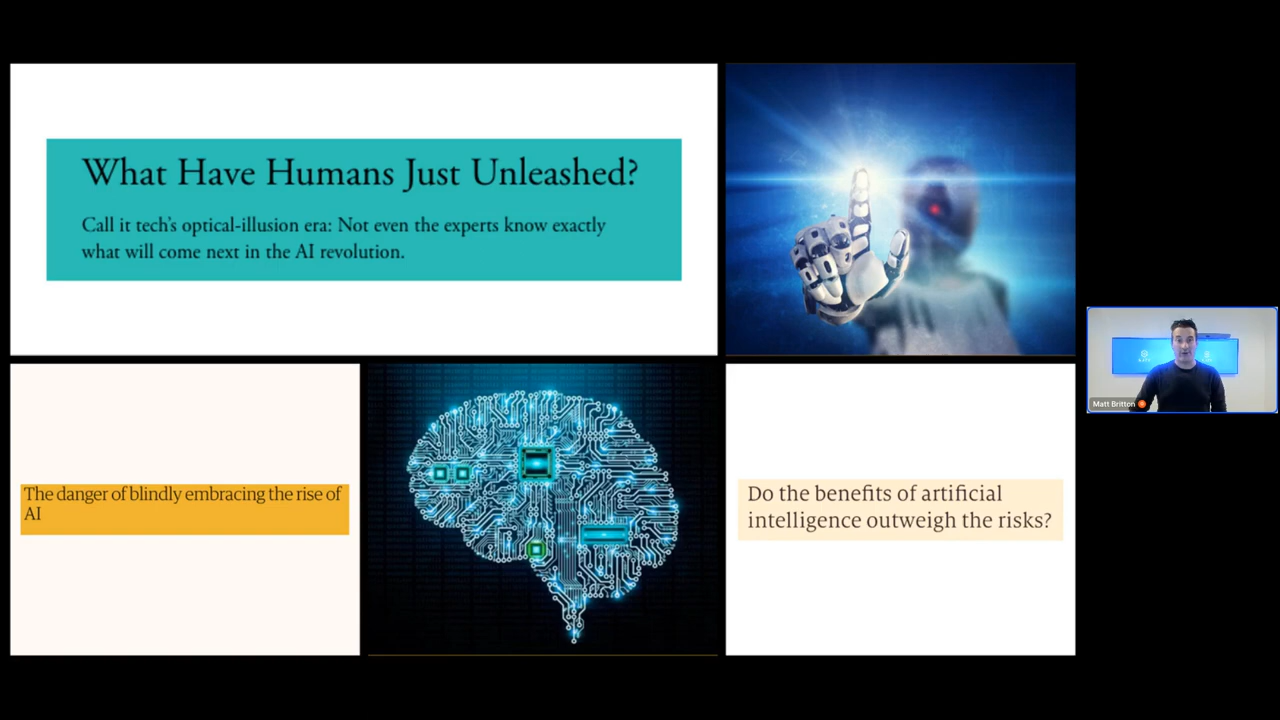 What Have Humans Just Unleashed?
Call it tech's optical-illusion era: Not even the experts know exactly
what will come next in the AI revolution.
The danger of blindly embracing the rise of
AI
Do the benefits of artificial
intelligence outweigh the risks?
Matt Britton